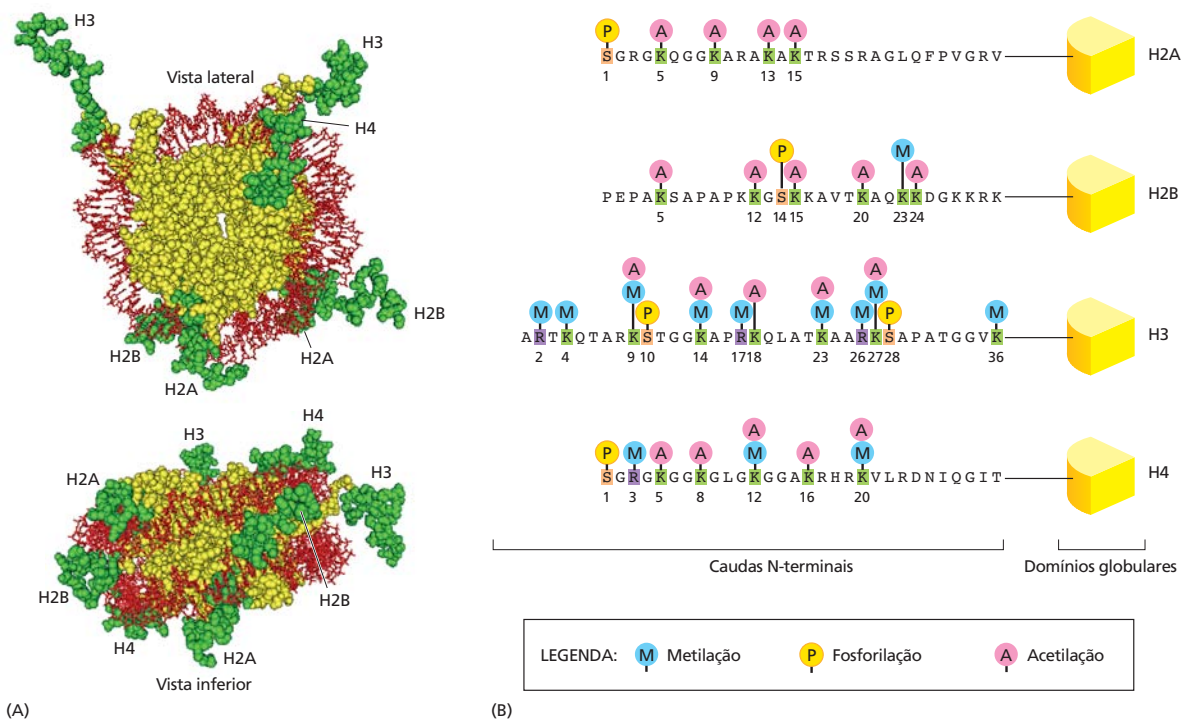 H3
H3
Vista lateral
H4
H2B
H2B
H2A
H2A
H4
H3
H3
H2A
H2B
H2B
H4
H2A
Vista inferior
(A)
P A A A A
S G R G K Q G G K A R A K A K T R S S R A G L Q F P V G R V
1 5 9 13 15
H2A
A A P A A M A
P E P A K S A P A P K K G S K K A V T K A Q K K D G K K R K
5 12 14 15 20 23 24
H2B
A A A A A
M M M P M M M M M P M
A R T K Q T A R K S T G G K A P R K Q L A T K A A R K S A P A T G G V K
2 4 9 10 14 17 18 23 26 27 28 36
H3
A A
P M A A M A M
S G R G K G G K G L G K G G A K R H R K V L R D N I Q G I T
1 3 5 8 12 16 20
H4
Caudas N-terminais
Domínios globulares
LEGENDA: M Metilação P Fosforilação A Acetilação
(B)